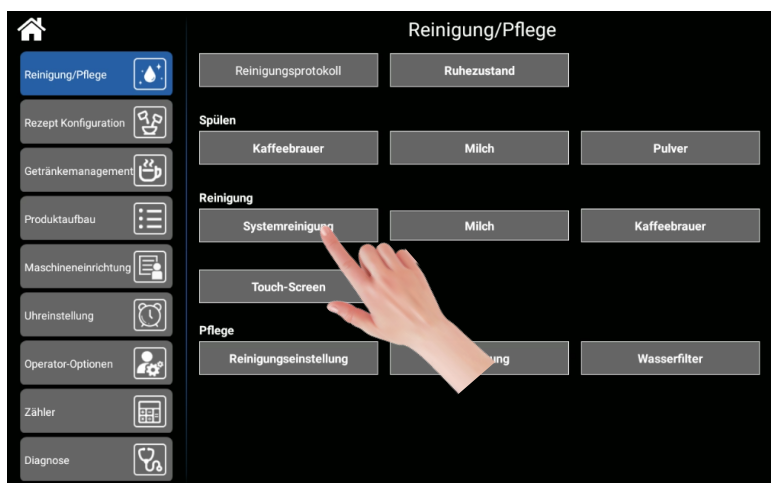 Reinigung/Pflege
Reinigung/Pflege
Reinigungsprotokoll
Ruhezustand
Rezept Konfiguration
Spülen
Kaffeebrauer
Milch
Pulver
Getränkemanagement
Reinigung
Produktaufbau
Systemreinigung
Milch
Kaffeebrauer
Maschineneinrichtung
Touch-Screen
Uhreinstellung
Pflege
Operator-Optionen
Reinigungseinstellung
Wasserfilter
Zähler
Diagnose